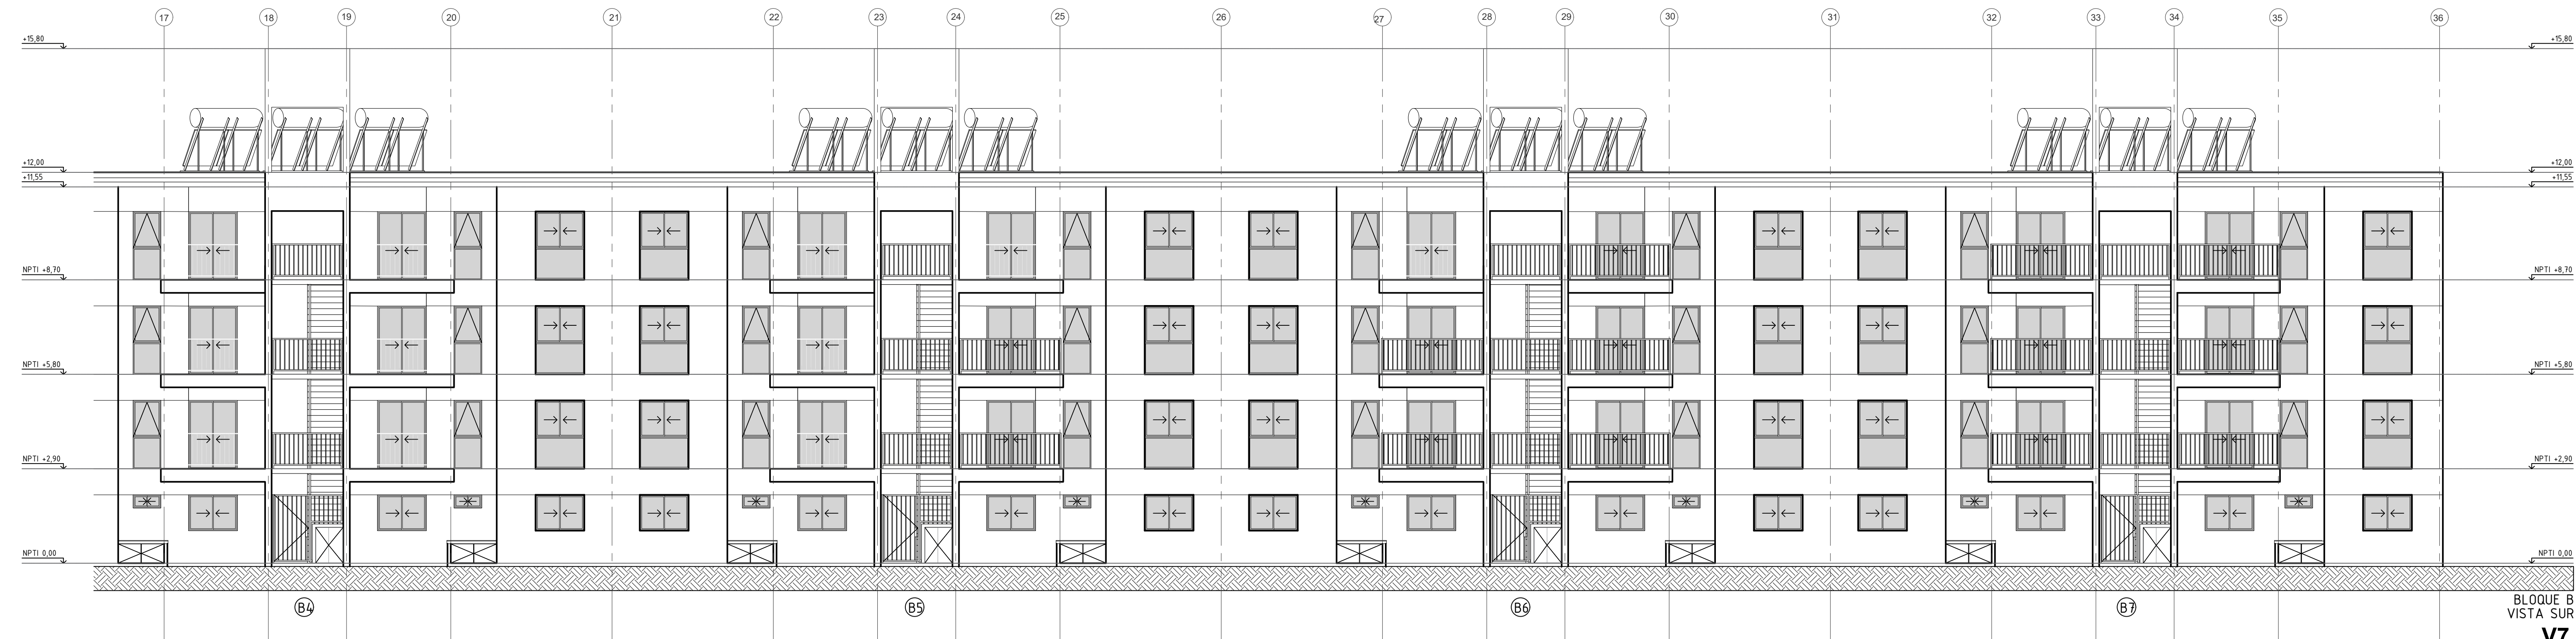 17 18 19 20 21 22 23 24 25 26 27 28 29 30 31 32 33 34 35 36
+15,80 +15,80
+12,00 +12,00
+11,55 +11,55
NPTI +8,70 NPTI +8,70
NPTI +5,80 NPTI +5,80
NPTI +2,90 NPTI +2,90
NPTI 0,00 NPTI 0,00
B4 B5 B6 B7
BLOQUE B
VISTA SUR
V7